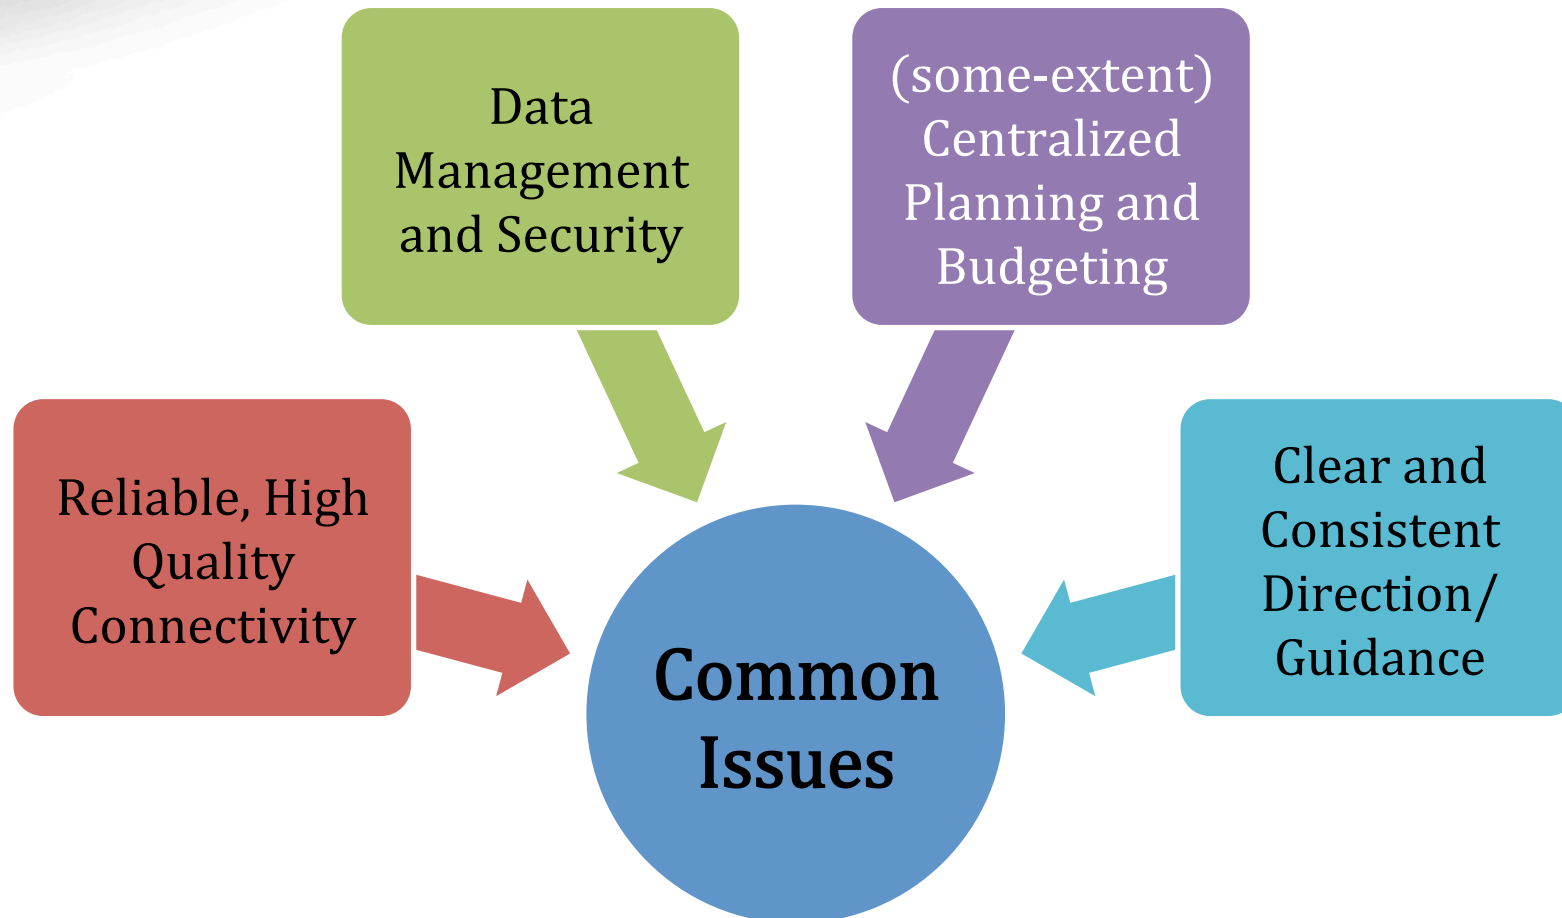 Data
Management
and Security
(some-extent)
Centralized
Planning and
Budgeting
Reliable, High
Quality
Connectivity
Clear and
Consistent
Direction/
Guidance
Common
Issues